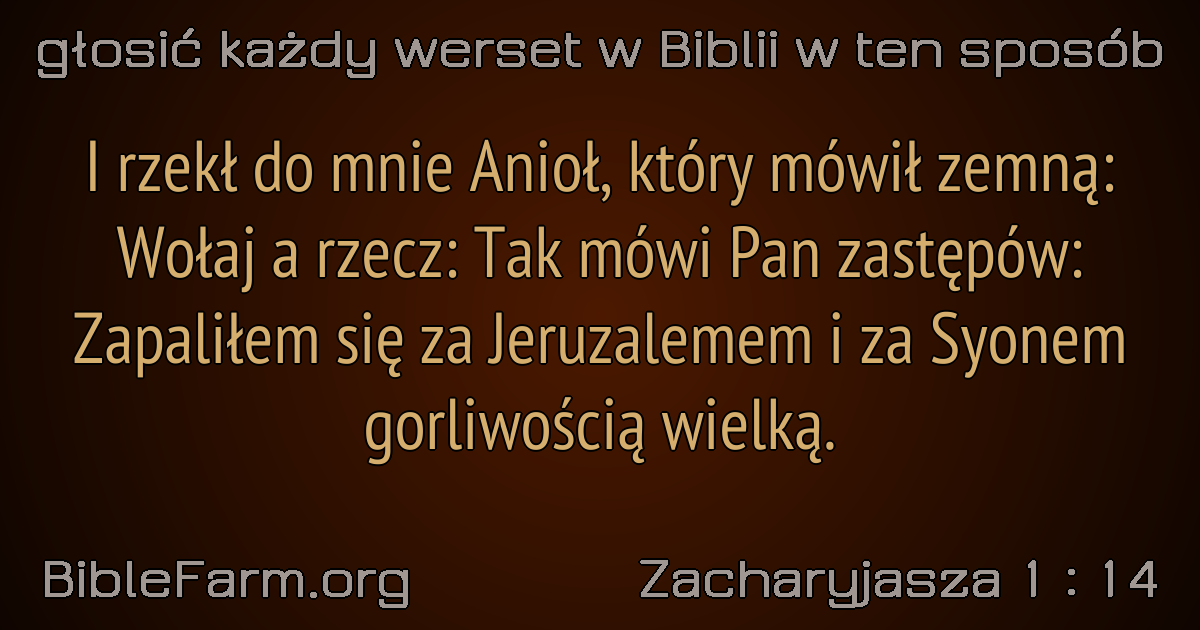 głosić każdy werset w Biblii w ten sposób
I rzekł do mnie Anioł, który mówił zemną:
Wołaj a rzecz: Tak mówi Pan zastępów:
Zapaliłem się za Jeruzalemem i za Syonem
gorliwością wielką.
BibleFarm.org
Zacharyjasza 1 : 14